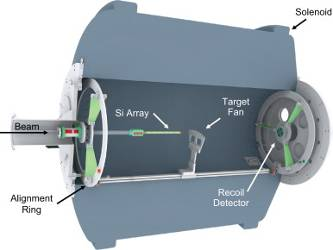 Solenoid
Si Array
Target
Fan
Beam
Alignment
Ring
Recoil
Detector